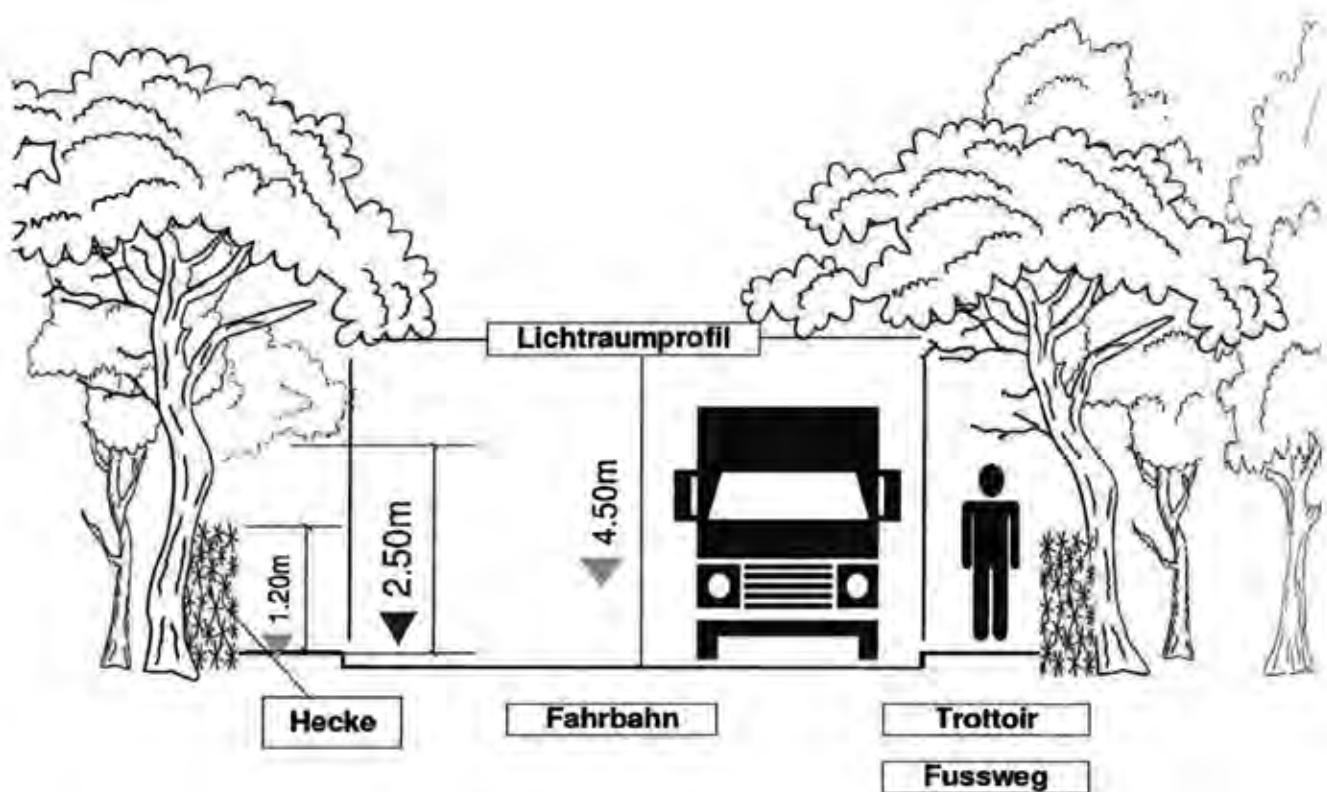 Lichtraumprofil
1.20m
2.50m
4.50m
Hecke
Fahrbahn
Trottoir
Fussweg